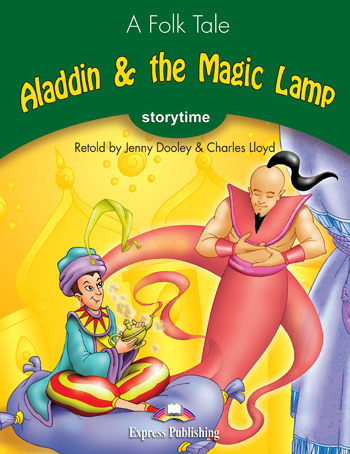 A Folk Tale
Aladdin & the Magic Lamp
storytime
Retold by Jenny Dooley & Charles Lloyd
Express Publishing